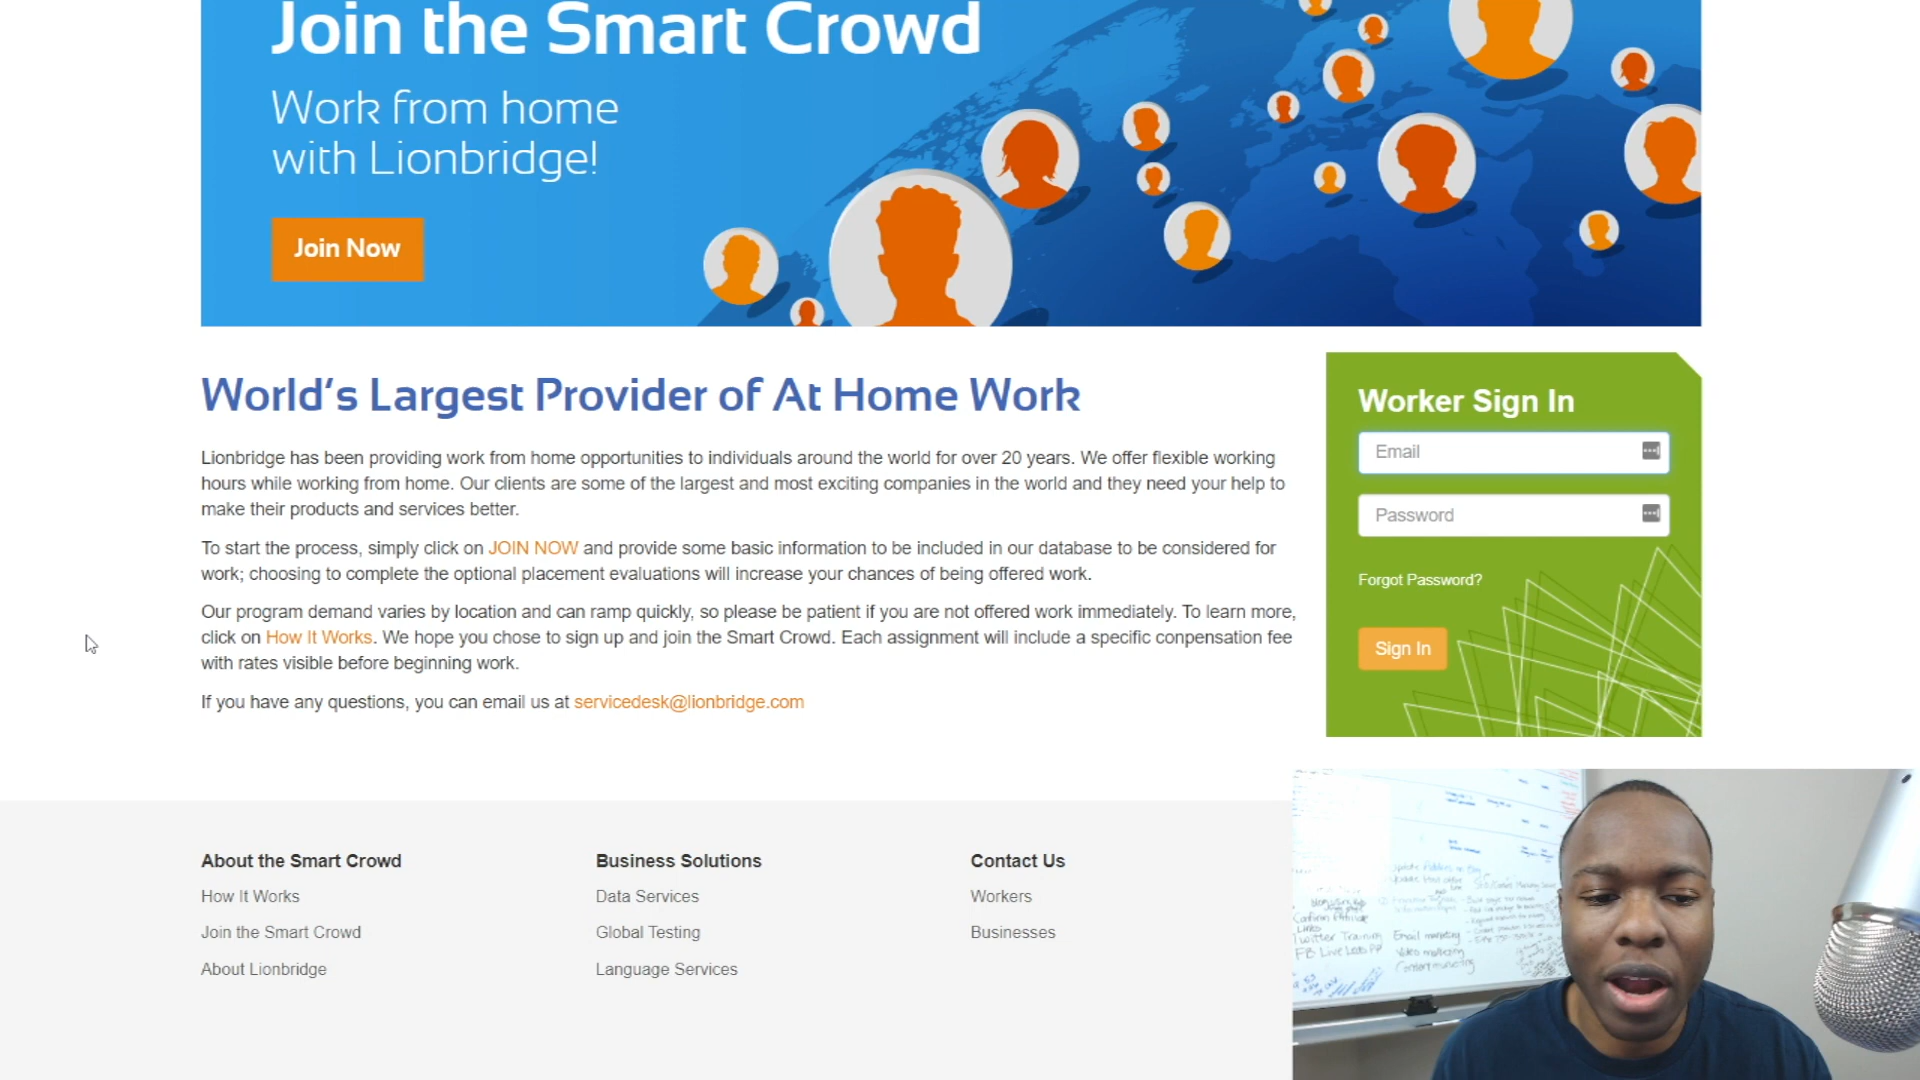 Join the Smart Crowd
Work from home
with Lionbridge!
Join Now
World's Largest Provider of At Home Work
Lionbridge has been providing work from home opportunities to individuals around the world for over 20 years. We offer flexible working
hours while working from home. Our clients are some of the largest and most exciting companies in the world and they need your help to
make their products and services better.
To start the process, simply click on JOIN NOW and provide some basic information to be included in our database to be considered for
work; choosing to complete the optional placement evaluations will increase your chances of being offered work.
Our program demand varies by location and can ramp quickly, so please be patient if you are not offered work immediately. To learn more,
click on How It Works. We hope you chose to sign up and join the Smart Crowd. Each assignment will include a specific conpensation fee
with rates visible before beginning work.
If you have any questions, you can email us at servicedesk@lionbridge.com
Worker Sign In
Email
Password
Forgot Password?
Sign In
About the Smart Crowd
How It Works
Join the Smart Crowd
About Lionbridge
Business Solutions
Data Services
Global Testing
Language Services
Contact Us
Workers
Businesses
Twitter Training
FB Live
Email marketing
Video marketing
Content marketing